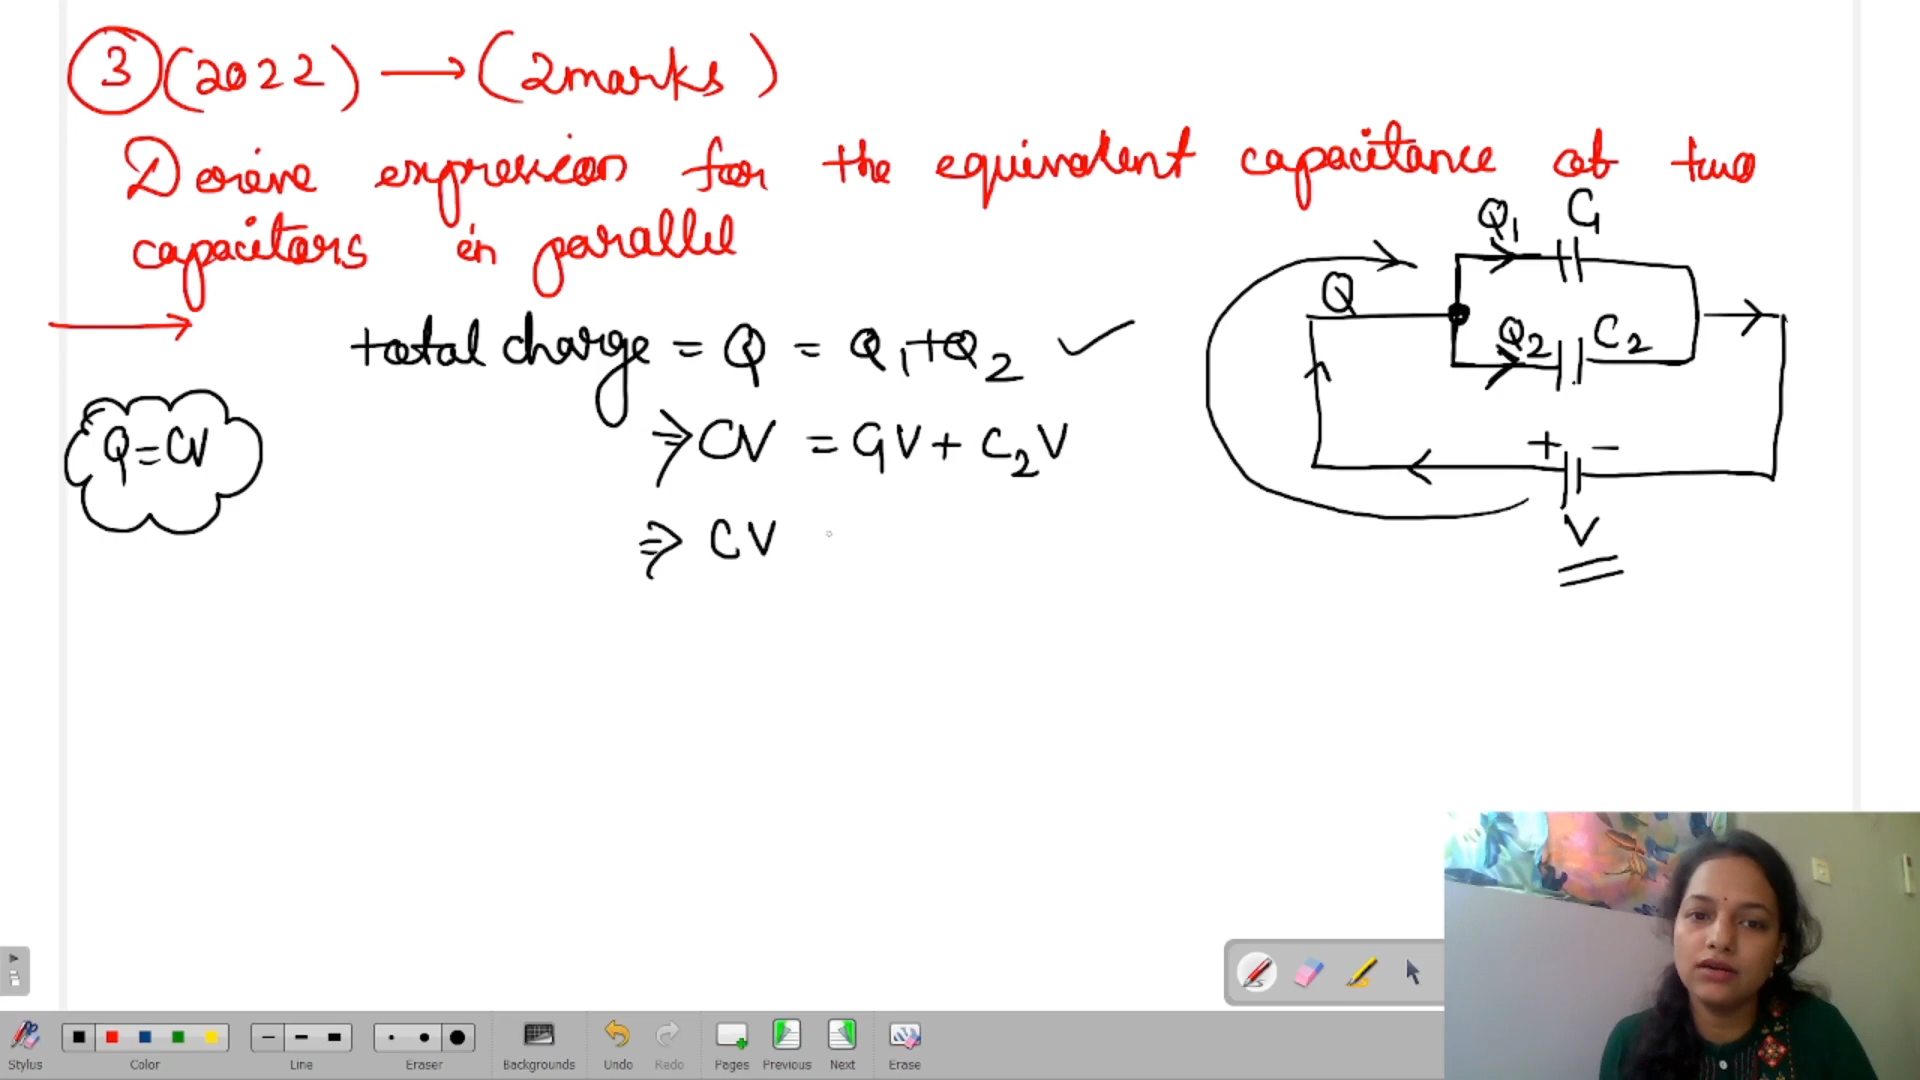 3 (2022) → (2marks)
Derive expression for the equivalent capacitance of two
capacitors in parallel
total charge = Q = Q₁+Q₂ ✓
⇒ CV = C₁V + C₂V
⇒ CV
Q=CV
Q₁ C₁
Q
Q₂ C₂
+ −
V
Stylus
Color
Line
Eraser
Backgrounds
Undo
Redo
Pages
Previous
Next
Erase